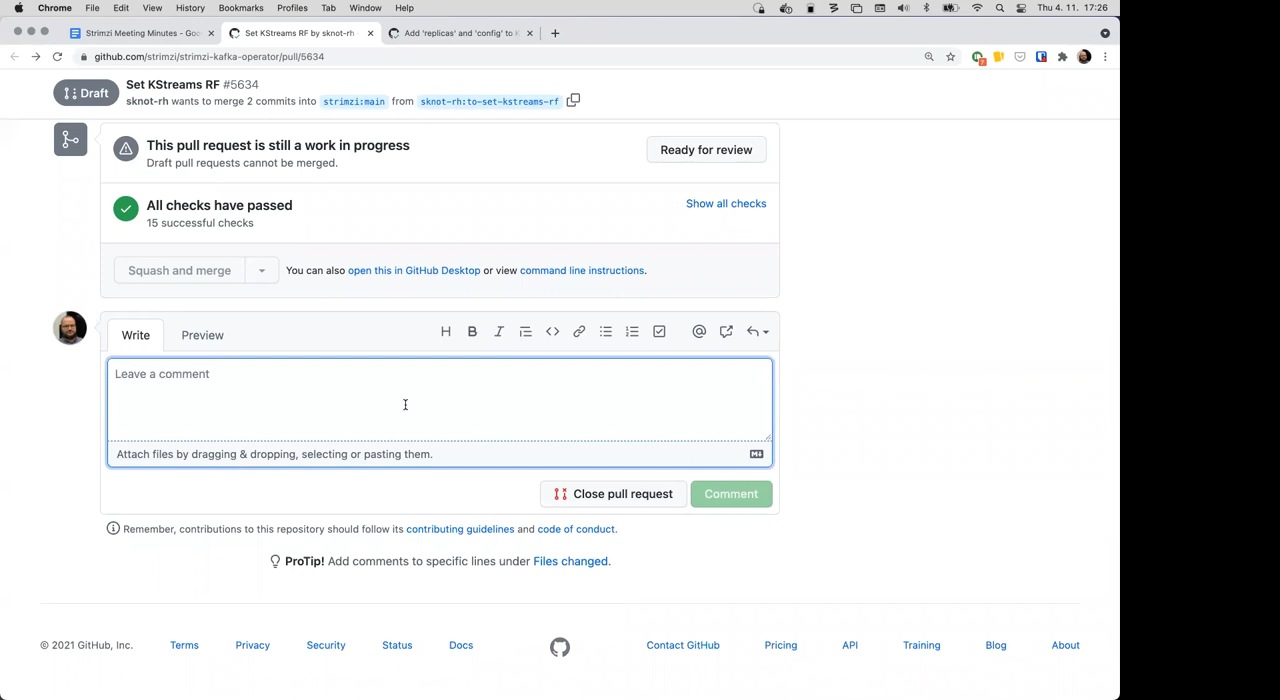 Chrome File Edit View History Bookmarks Profiles Tab Window Help Thu 4. 11. 17:26
Strimzi Meeting Minutes - Goo Set KStreams RF by sknot-rh Add 'replicas' and 'config' to K
github.com/strimzi/strimzi-kafka-operator/pull/5634
Draft
Set KStreams RF #5634
sknot-rh wants to merge 2 commits into strimzi:main from sknot-rh:to-set-kstreams-rf
This pull request is still a work in progress
Draft pull requests cannot be merged.
Ready for review
All checks have passed
15 successful checks
Show all checks
Squash and merge You can also open this in GitHub Desktop or view command line instructions.
Write Preview
Leave a comment
Attach files by dragging & dropping, selecting or pasting them.
Close pull request Comment
Remember, contributions to this repository should follow its contributing guidelines and code of conduct.
ProTip! Add comments to specific lines under Files changed.
© 2021 GitHub, Inc. Terms Privacy Security Status Docs Contact GitHub Pricing API Training Blog About